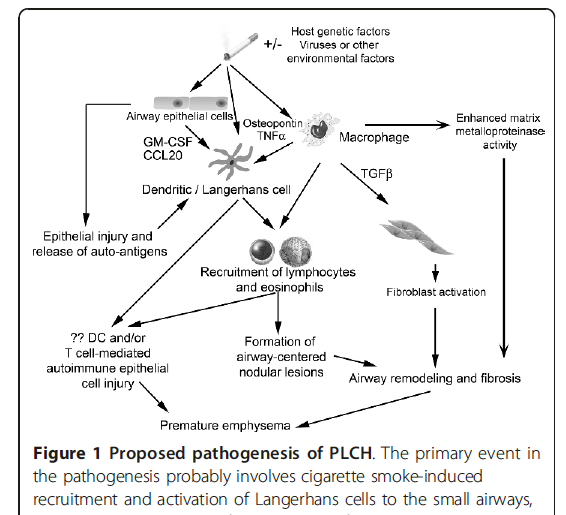 +/-
Host genetic factors
Viruses or other
environmental factors
Airway epithelial cells
GM-CSF
CCL20
Osteopontin
TNFα
Macrophage
Enhanced matrix
metalloproteinase
activity
TGFβ
Dendritic / Langerhans cell
Epithelial injury and
release of auto-antigens
Recruitment of lymphocytes
and eosinophils
Fibroblast activation
?? DC and/or
T cell-mediated
autoimmune epithelial
cell injury
Formation of
airway-centered
nodular lesions
Airway remodeling and fibrosis
Premature emphysema
Figure 1 Proposed pathogenesis of PLCH. The primary event in
the pathogenesis probably involves cigarette smoke-induced
recruitment and activation of Langerhans cells to the small airways,